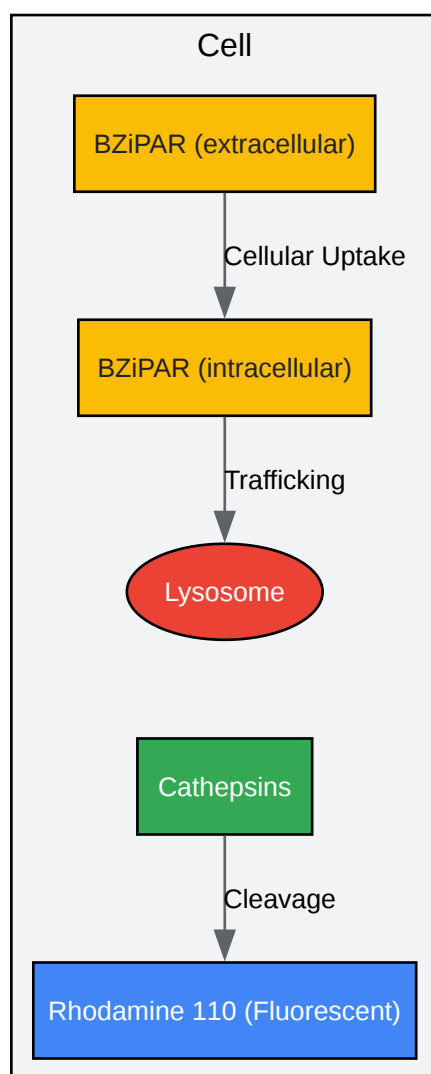 Cell
BZiPAR (extracellular)
Cellular Uptake
BZiPAR (intracellular)
Trafficking
Lysosome
Cathepsins
Cleavage
Rhodamine 110 (Fluorescent)